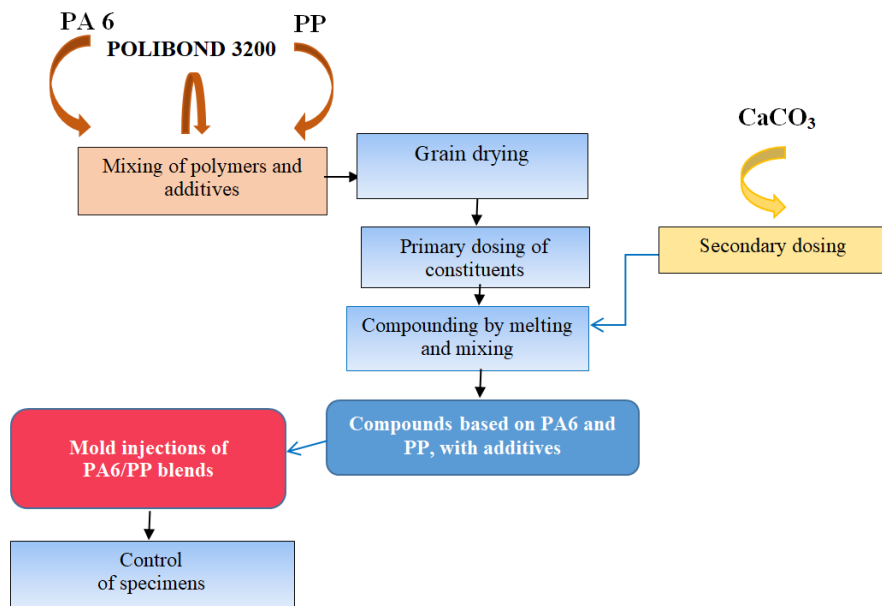 PA 6
POLIBOND 3200
PP
CaCO₃
Mixing of polymers and
additives
Grain drying
Primary dosing of
constituents
Secondary dosing
Compounding by melting
and mixing
Compounds based on PA6 and
PP, with additives
Mold injections of
PA6/PP blends
Control
of specimens